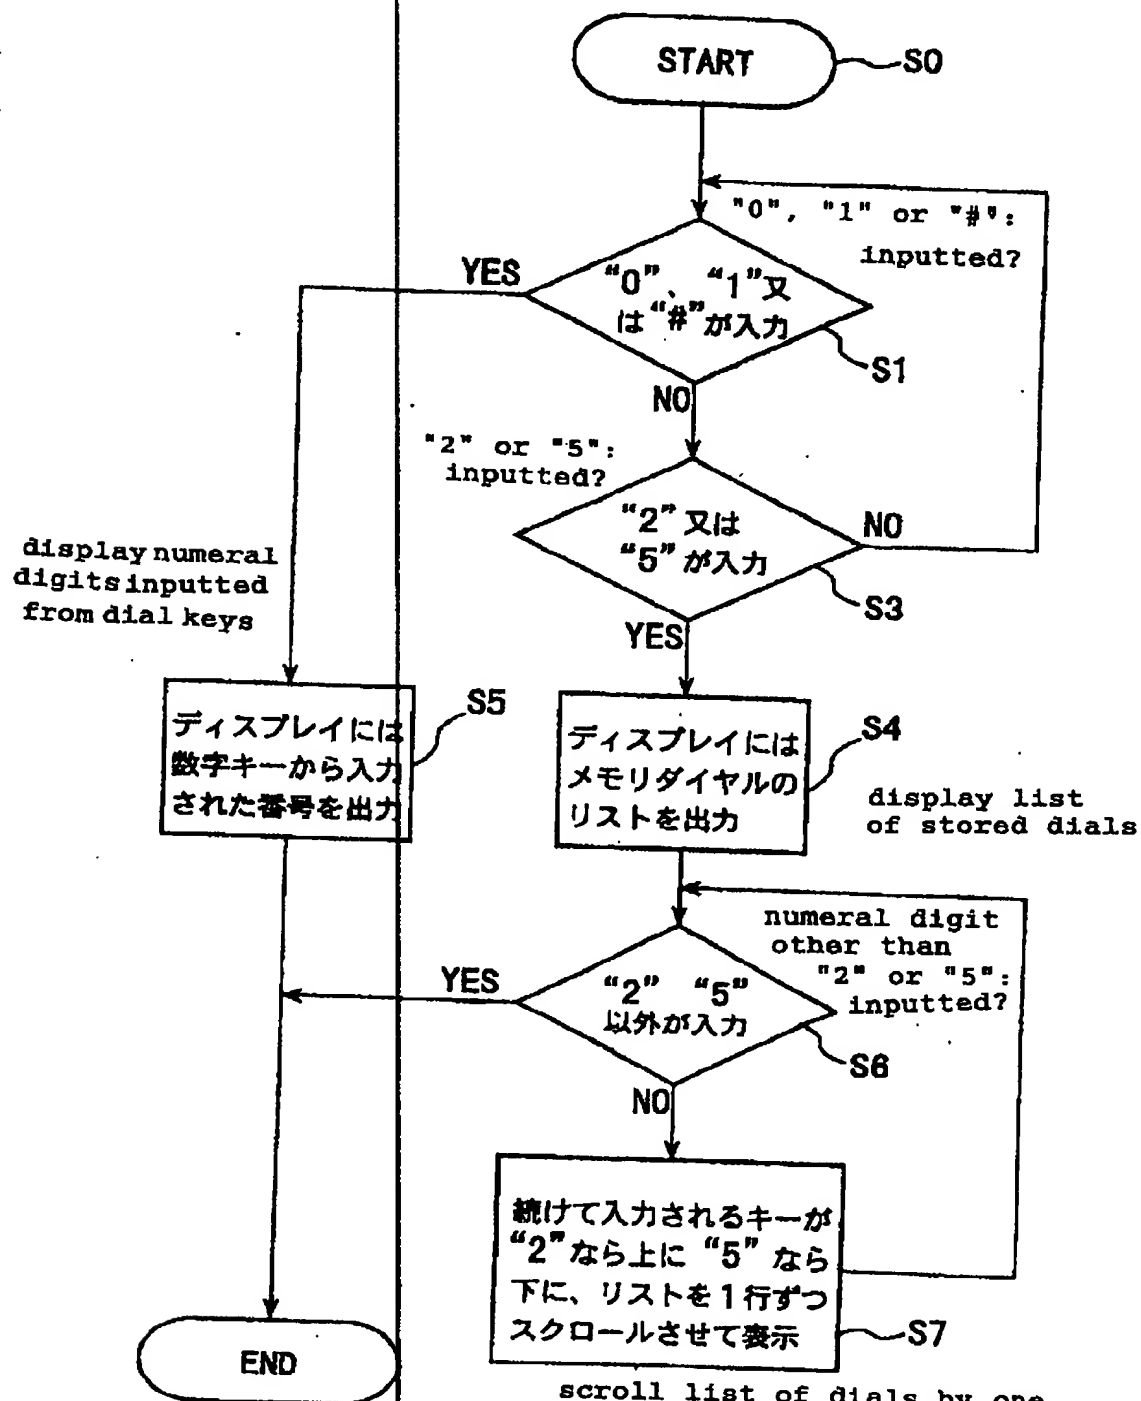 START
S0
"0", "1" or "#":
inputted?
YES
“0”、“1”又
は“#”が入力
S1
NO
"2" or "5":
inputted?
“2”又は
“5”が入力
NO
S3
YES
display numeral
digits inputted
from dial keys
ディスプレイには
数字キーから入力
された番号を出力
S5
ディスプレイには
メモリダイヤルの
リストを出力
S4
display list
of stored dials
numeral digit
other than
"2" or "5":
inputted?
YES
“2” “5”
以外が入力
S6
NO
続けて入力されるキーが
“2”なら上に“5”なら
下に、リストを1行ずつ
スクロールさせて表示
S7
END
scroll list of dials by one